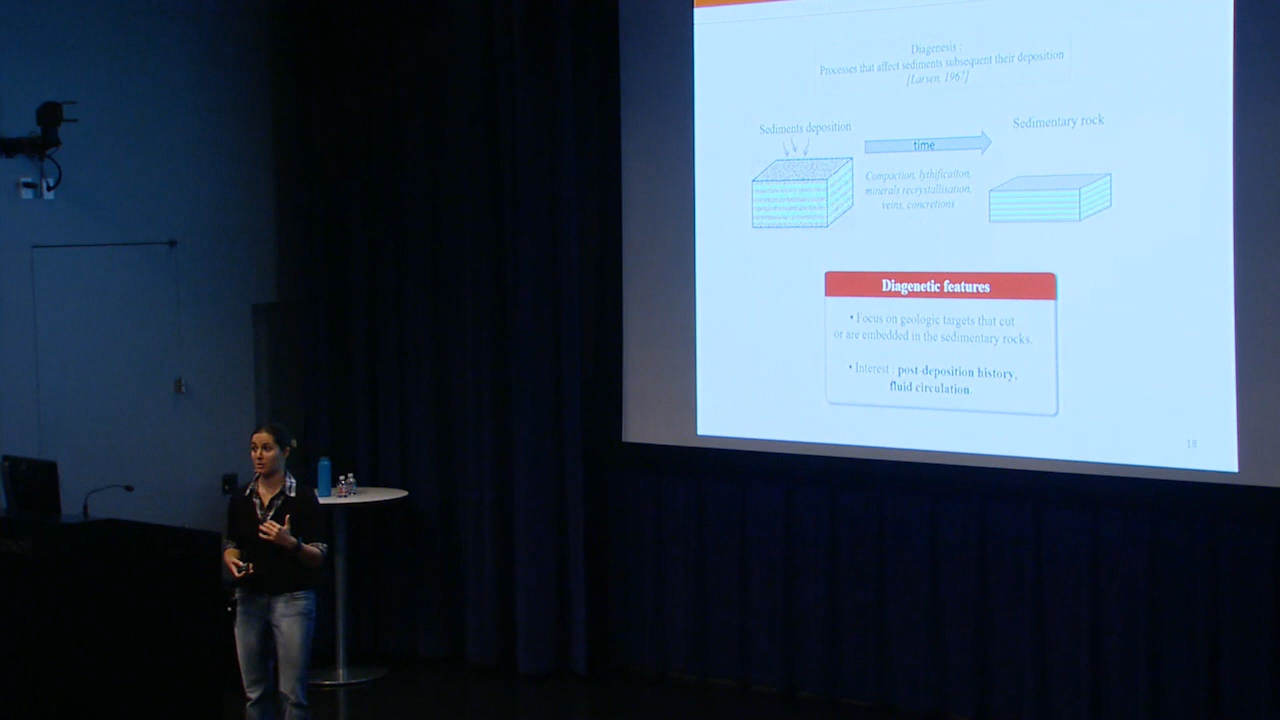 Diagenesis :
Processes that affect sediments subsequent their deposition
[Larsen, 1967]
Sediments deposition
Sedimentary rock
time
Compaction, lythification,
minerals recrystallisation,
veins, concretions
Diagenetic features
• Focus on geologic targets that cut
or are embedded in the sedimentary rocks.
• Interest : post-deposition history,
fluid circulation.
18